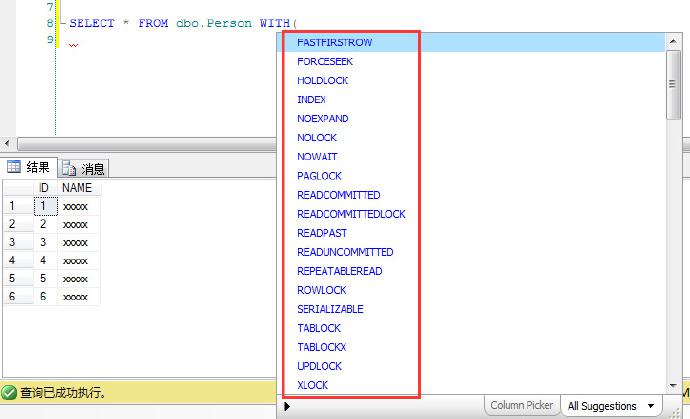 7
8 SELECT * FROM dbo.Person WITH(
9
FASTFIRSTROW
FORCESEEK
HOLDLOCK
INDEX
NOEXPAND
NOLOCK
NOWAIT
PAGLOCK
READCOMMITTED
READCOMMITTEDLOCK
READPAST
READUNCOMMITTED
REPEATABLEREAD
ROWLOCK
SERIALIZABLE
TABLOCK
TABLOCKX
UPDLOCK
XLOCK
Column Picker All Suggestions
结果 消息
ID NAME
1 1 xxxxx
2 2 xxxxx
3 3 xxxxx
4 4 xxxxx
5 5 xxxxx
6 6 xxxxx
查询已成功执行。